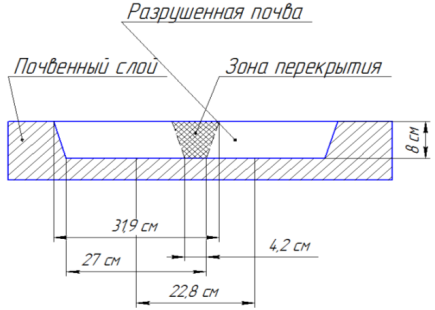 Разрушенная почва
Почвенный слой
Зона перекрытия
8 см
31,9 см
4,2 см
27 см
22,8 см